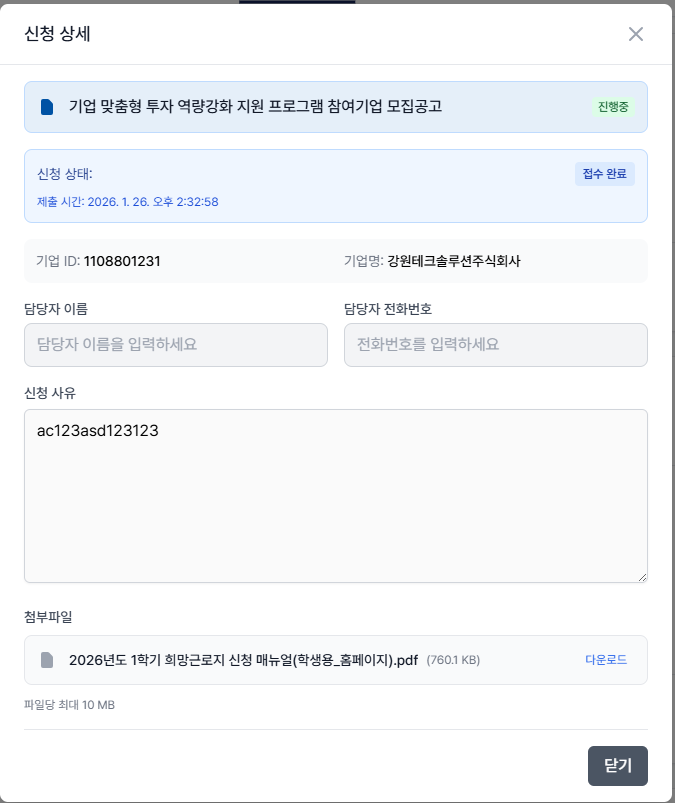 신청 상세
기업 맞춤형 투자 역량강화 지원 프로그램 참여기업 모집공고 진행중
신청 상태: 접수 완료
제출 시간: 2026. 1. 26. 오후 2:32:58
기업 ID: 1108801231 기업명: 강원테크솔루션주식회사
담당자 이름 담당자 전화번호
담당자 이름을 입력하세요 전화번호를 입력하세요
신청 사유
ac123asd123123
첨부파일
2026년도 1학기 희망근로지 신청 매뉴얼(학생용_홈페이지).pdf (760.1 KB) 다운로드
파일당 최대 10 MB
닫기